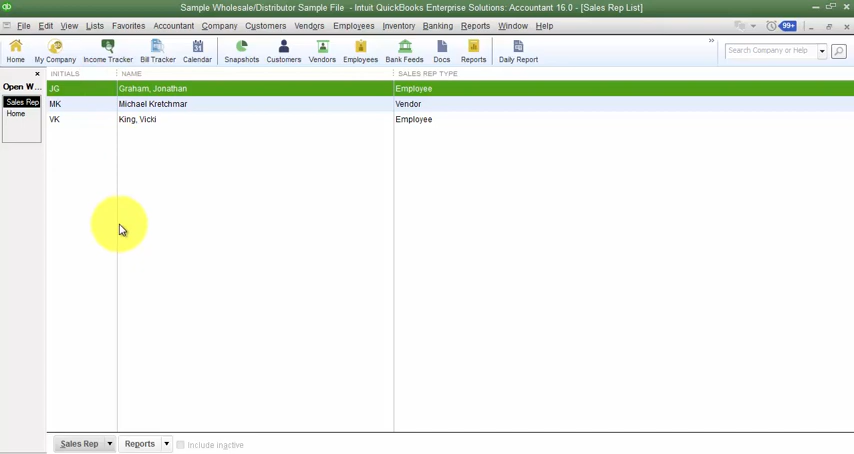 qb Sample Wholesale/Distributor Sample File - Intuit QuickBooks Enterprise Solutions: Accountant 16.0 - [Sales Rep List]
File Edit View Lists Favorites Accountant Company Customers Vendors Employees Inventory Banking Reports Window Help 99+
Home My Company Income Tracker Bill Tracker Calendar Snapshots Customers Vendors Employees Bank Feeds Docs Reports Daily Report Search Company or Help
31
INITIALS NAME SALES REP TYPE
Open W...
JG Graham, Jonathan Employee
Sales Rep
MK Michael Kretchmar Vendor
Home
VK King, Vicki Employee
Sales Rep Reports Include inactive